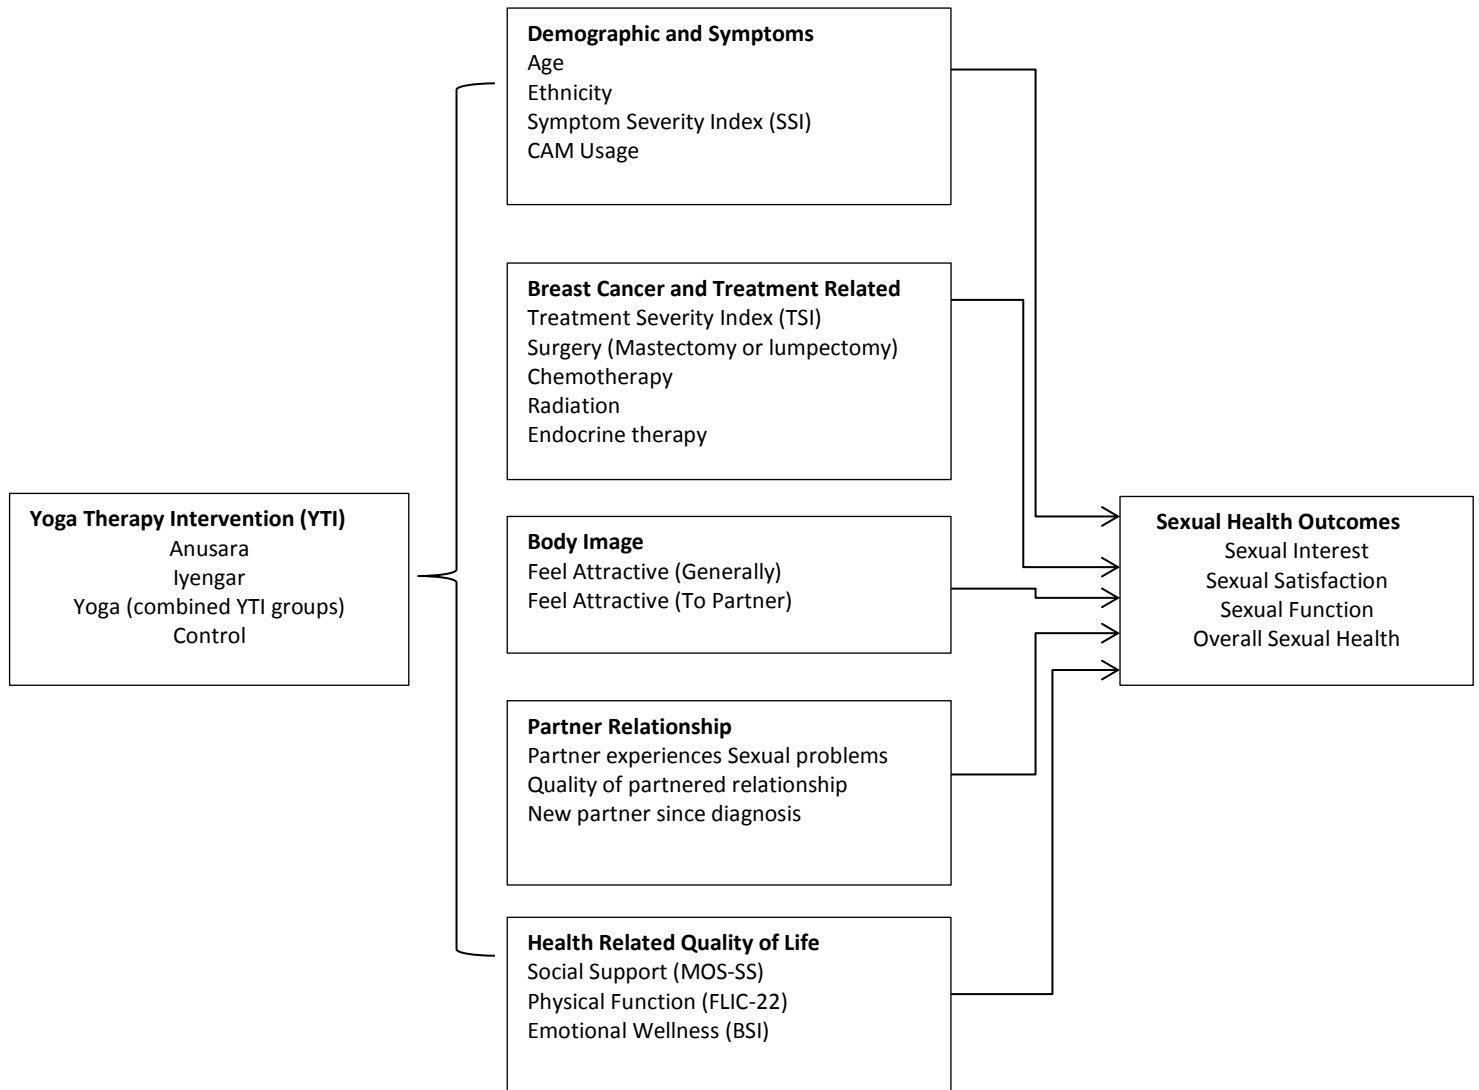 Demographic and Symptoms
Age
Ethnicity
Symptom Severity Index (SSI)
CAM Usage
Breast Cancer and Treatment Related
Treatment Severity Index (TSI)
Surgery (Mastectomy or lumpectomy)
Chemotherapy
Radiation
Endocrine therapy
Yoga Therapy Intervention (YTI)
Anusara
Iyengar
Yoga (combined YTI groups)
Control
Body Image
Feel Attractive (Generally)
Feel Attractive (To Partner)
Sexual Health Outcomes
Sexual Interest
Sexual Satisfaction
Sexual Function
Overall Sexual Health
Partner Relationship
Partner experiences Sexual problems
Quality of partnered relationship
New partner since diagnosis
Health Related Quality of Life
Social Support (MOS-SS)
Physical Function (FLIC-22)
Emotional Wellness (BSI)